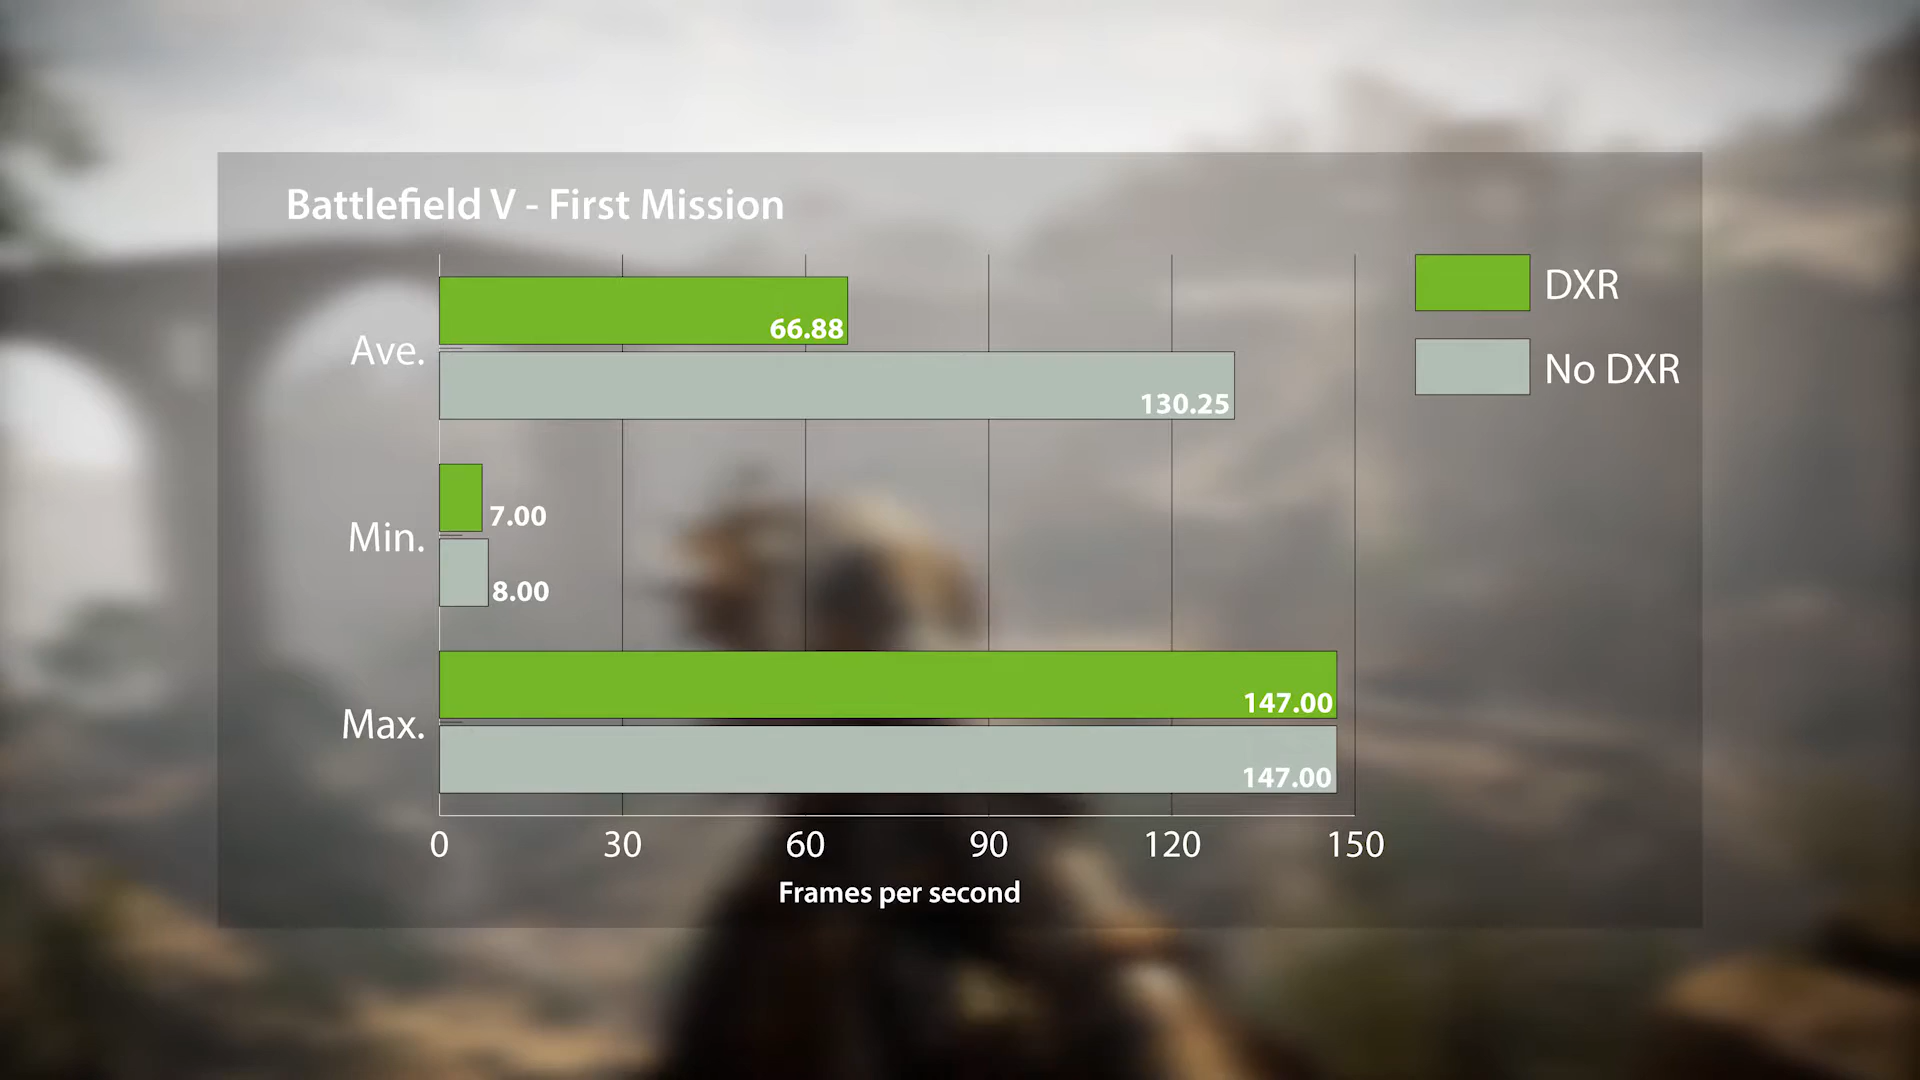 Battlefield V - First Mission
DXR
No DXR
Ave.
66.88
130.25
Min.
7.00
8.00
Max.
147.00
147.00
0 30 60 90 120 150
Frames per second